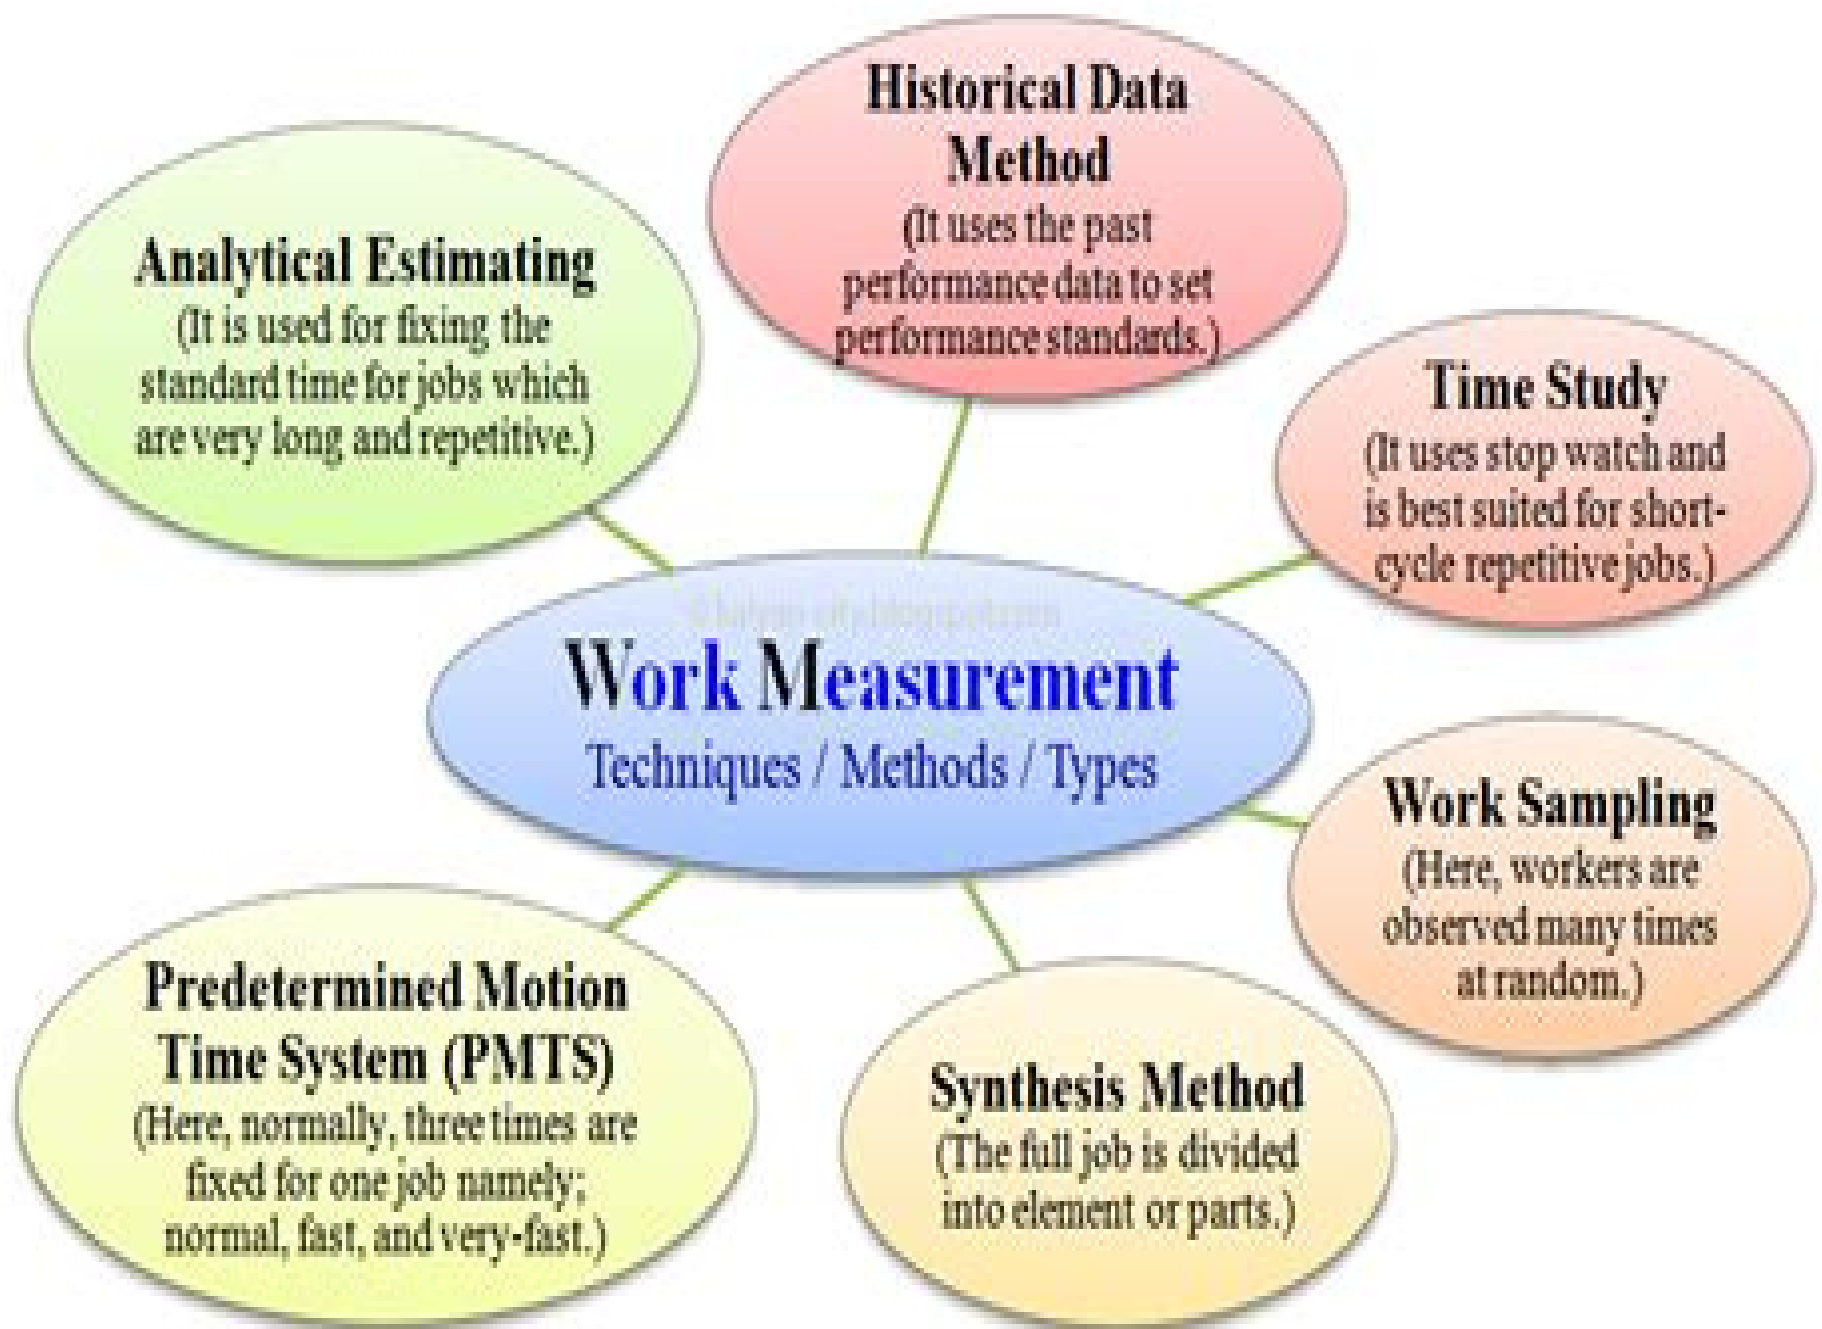 Historical Data
Method
(It uses the past
performance data to set
performance standards.)
Analytical Estimating
(It is used for fixing the
standard time for jobs which
are very long and repetitive.)
Time Study
(It uses stop watch and
is best suited for short-
cycle repetitive jobs.)
Work Measurement
Techniques / Methods / Types
Work Sampling
(Here, workers are
observed many times
at random.)
Predetermined Motion
Time System (PMTS)
(Here, normally, three times are
fixed for one job namely;
normal, fast, and very-fast.)
Synthesis Method
(The full job is divided
into element or parts.)